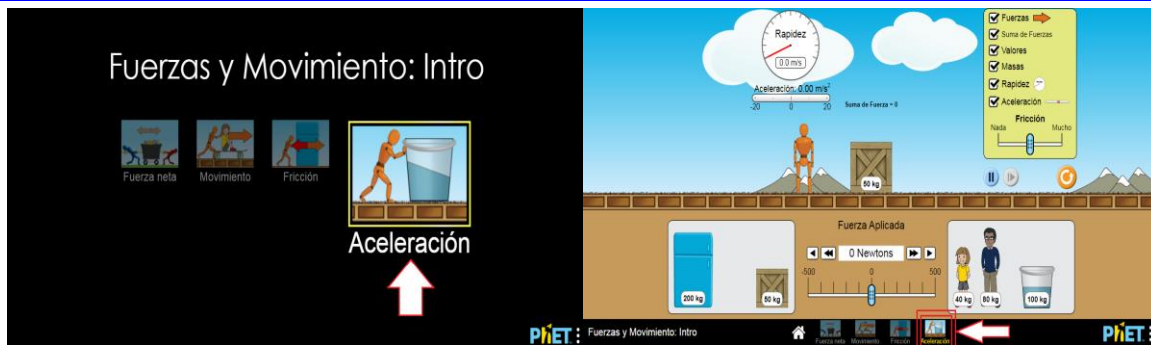 Fuerzas y Movimiento: Intro
Fuerza neta
Movimiento
Fricción
Aceleración
PhET
Rapidez
0.0 m/s
Aceleración: 0.00 m/s²
-20 0 20
Suma de Fuerza = 0
50 kg
Fuerzas
Suma de Fuerzas
Valores
Masas
Rapidez
Aceleración
Fricción
Nada Mucho
Fuerza Aplicada
0 Newtons
-500 0 500
200 kg
50 kg
40 kg
80 kg
100 kg
Fuerzas y Movimiento: Intro
Fuerza neta
Movimiento
Fricción
Aceleración
PhET